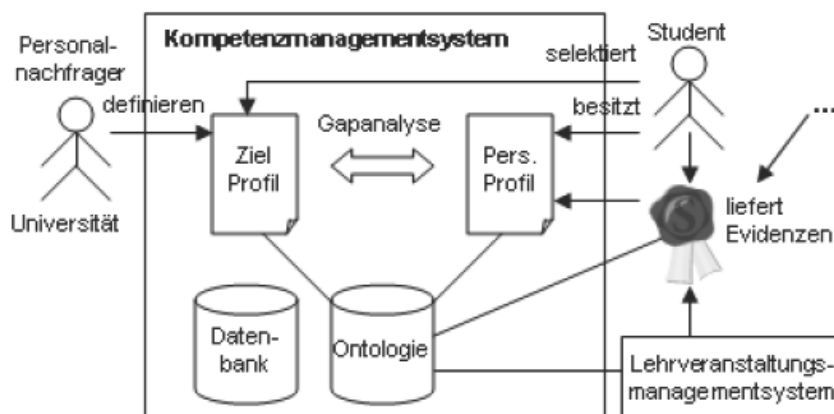 Personal-
nachfrager
Universität
definieren
Kompetenzmanagementsystem
Ziel
Profil
Gapanalyse
Pers.
Profil
Daten-
bank
Ontologie
selektiert
besitzt
Student
...
S
liefert
Evidenzen
Lehrveranstaltungs-
managementsystem